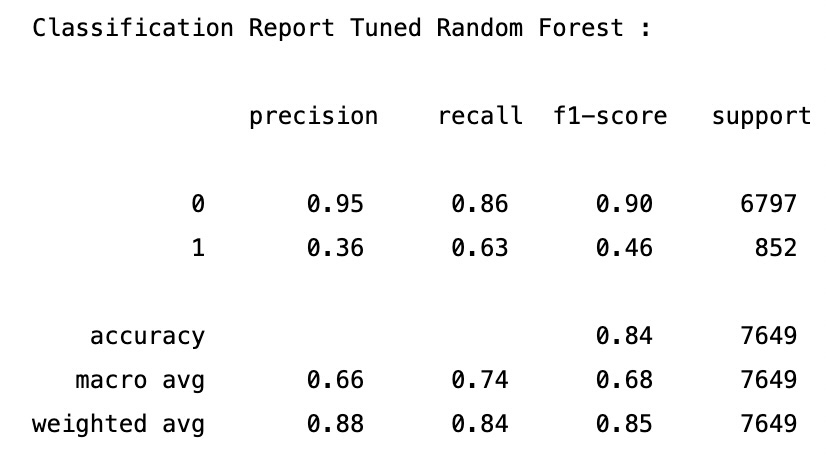 Classification Report Tuned Random Forest :
precision recall f1-score support
0 0.95 0.86 0.90 6797
1 0.36 0.63 0.46 852
accuracy 0.84 7649
macro avg 0.66 0.74 0.68 7649
weighted avg 0.88 0.84 0.85 7649